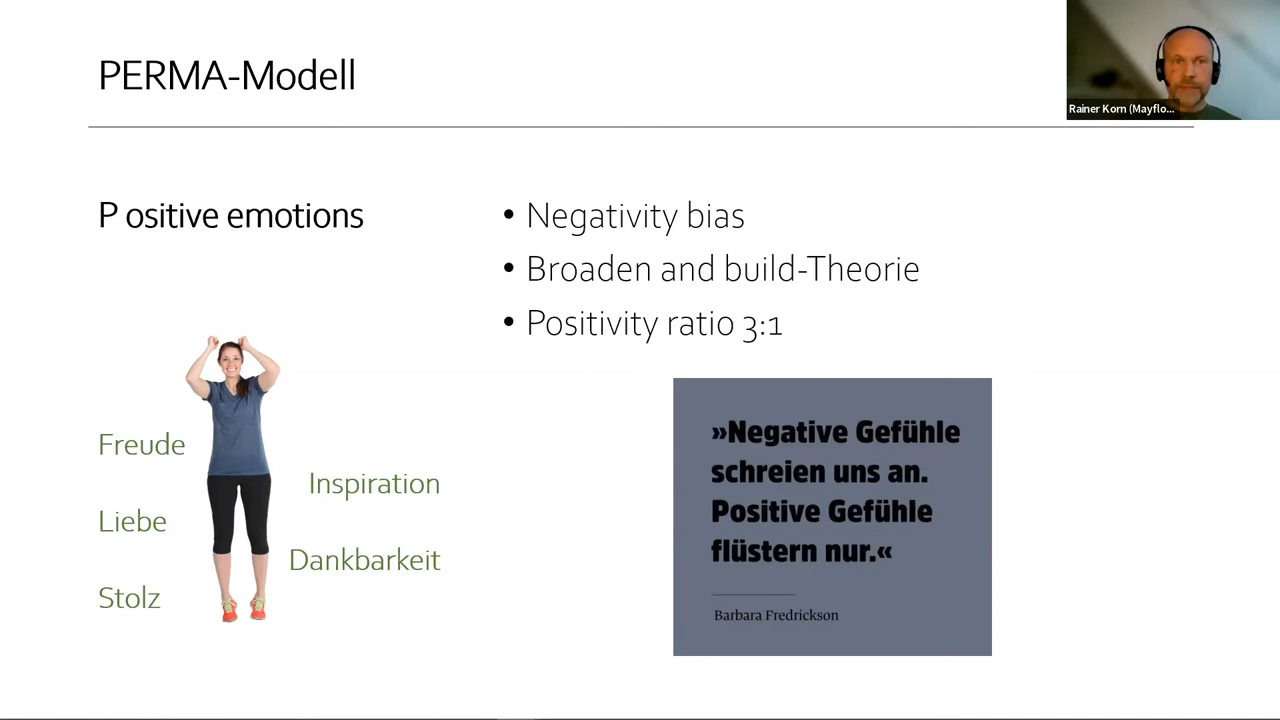 PERMA-Modell
Rainer Korn (Mayflo...
P ositive emotions
• Negativity bias
• Broaden and build-Theorie
• Positivity ratio 3:1
Freude
Inspiration
Liebe
Dankbarkeit
Stolz
»Negative Gefühle
schreien uns an.
Positive Gefühle
flüstern nur.«
Barbara Fredrickson